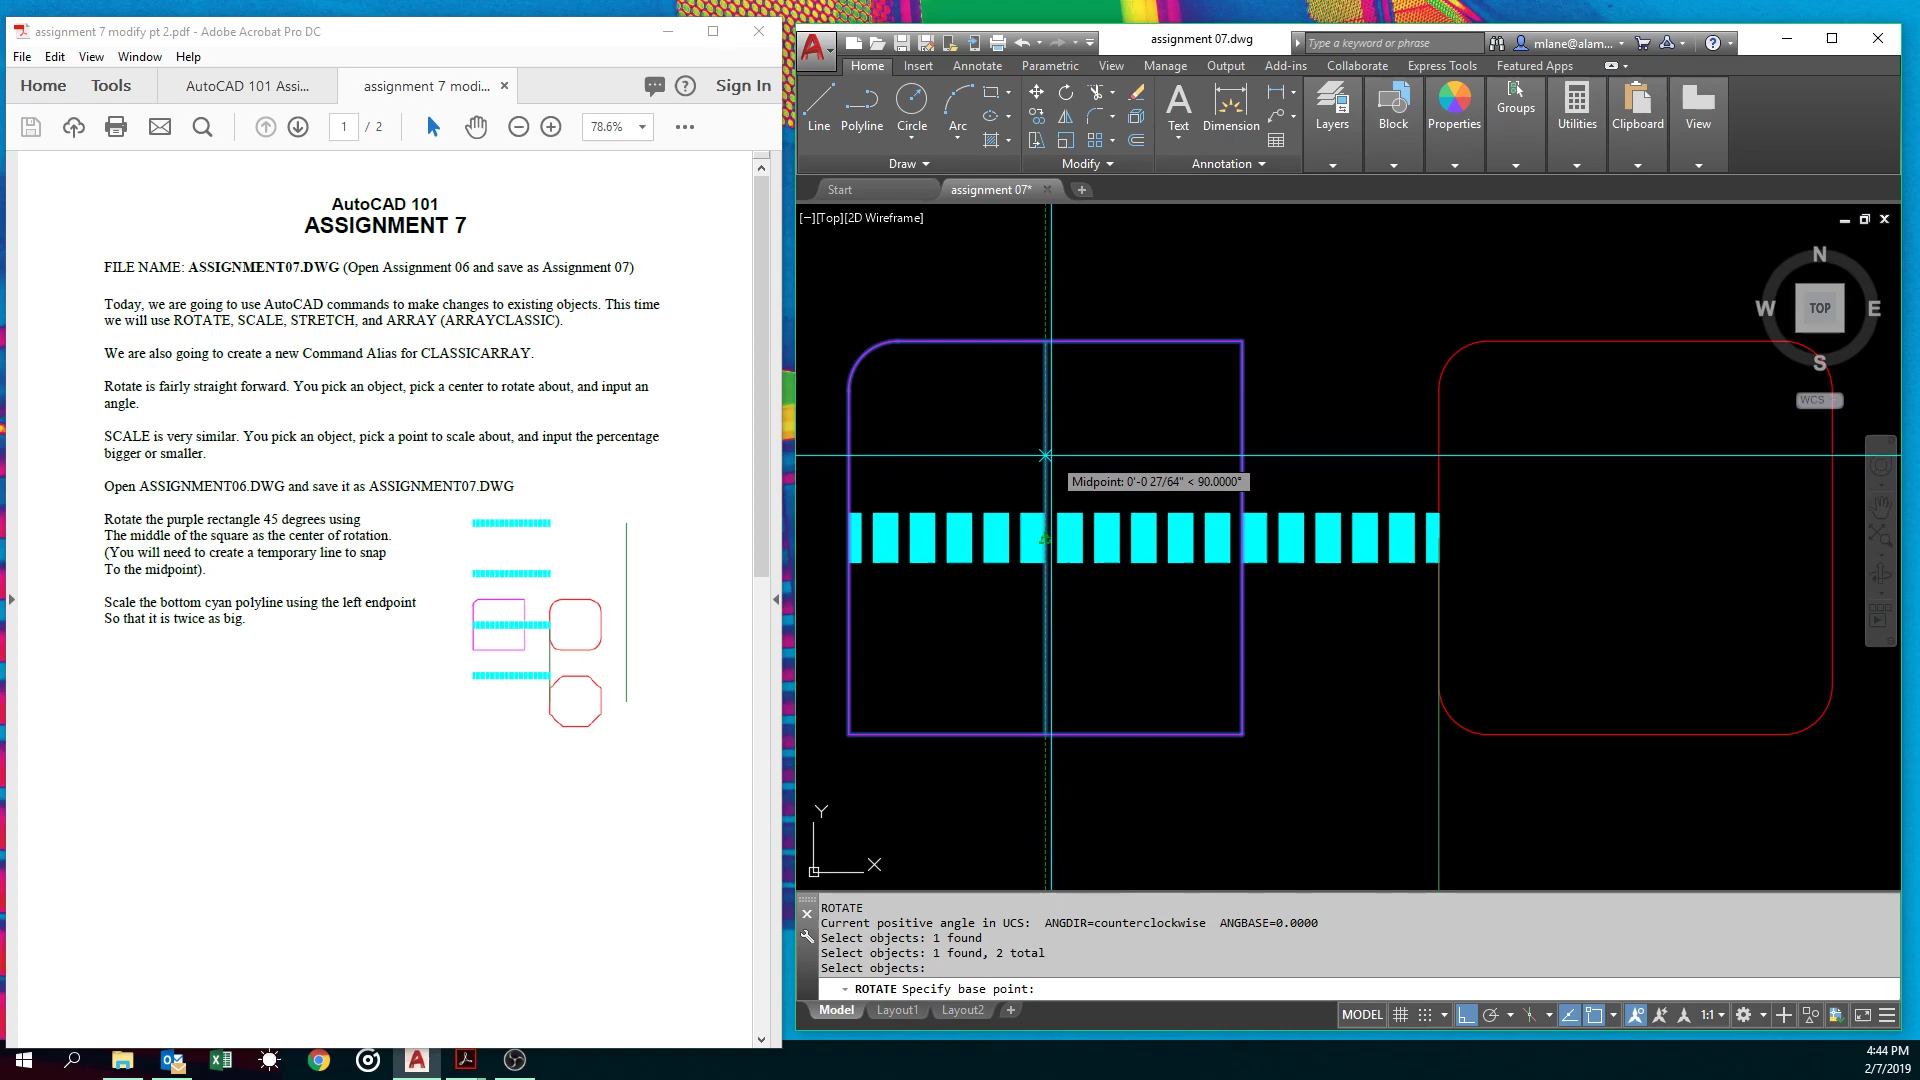 assignment 7 modify pt 2.pdf - Adobe Acrobat Pro DC
File Edit View Window Help
Home Tools AutoCAD 101 Assi... assignment 7 modi... × Sign In
1 / 2 78.6%
AutoCAD 101
ASSIGNMENT 7
FILE NAME: ASSIGNMENT07.DWG (Open Assignment 06 and save as Assignment 07)
Today, we are going to use AutoCAD commands to make changes to existing objects. This time
we will use ROTATE, SCALE, STRETCH, and ARRAY (ARRAYCLASSIC).
We are also going to create a new Command Alias for CLASSICARRAY.
Rotate is fairly straight forward. You pick an object, pick a center to rotate about, and input an
angle.
SCALE is very similar. You pick an object, pick a point to scale about, and input the percentage
bigger or smaller.
Open ASSIGNMENT06.DWG and save it as ASSIGNMENT07.DWG
Rotate the purple rectangle 45 degrees using
The middle of the square as the center of rotation.
(You will need to create a temporary line to snap
To the midpoint).
Scale the bottom cyan polyline using the left endpoint
So that it is twice as big.
assignment 07.dwg Type a keyword or phrase mlane@alam...
Home Insert Annotate Parametric View Manage Output Add-ins Collaborate Express Tools Featured Apps
Line Polyline Circle Arc Text Dimension Layers Block Properties Groups Utilities Clipboard View
Draw Modify Annotation
Start assignment 07*
[−][Top][2D Wireframe]
N
W TOP E
S
WCS
Midpoint: 0'-0 27/64" < 90.0000°
Y
X
ROTATE
Current positive angle in UCS: ANGDIR=counterclockwise ANGBASE=0.0000
Select objects: 1 found
Select objects: 1 found, 2 total
Select objects:
ROTATE Specify base point:
Model Layout1 Layout2 +
MODEL 1:1
4:44 PM
2/7/2019